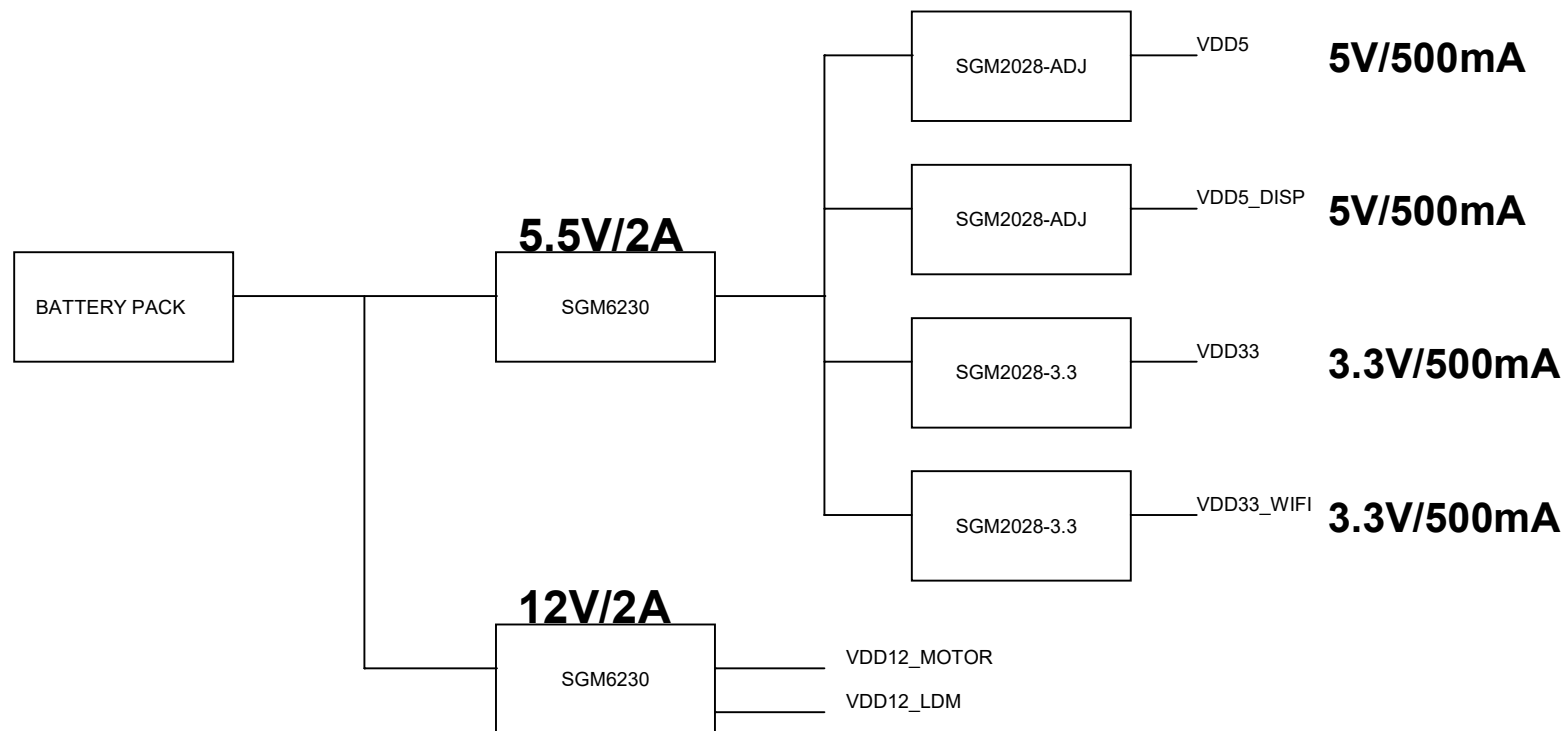 SGM2028-ADJ
VDD5
5V/500mA
SGM2028-ADJ
VDD5_DISP
5V/500mA
5.5V/2A
BATTERY PACK
SGM6230
SGM2028-3.3
VDD33
3.3V/500mA
SGM2028-3.3
VDD33_WIFI
3.3V/500mA
12V/2A
SGM6230
VDD12_MOTOR
VDD12_LDM